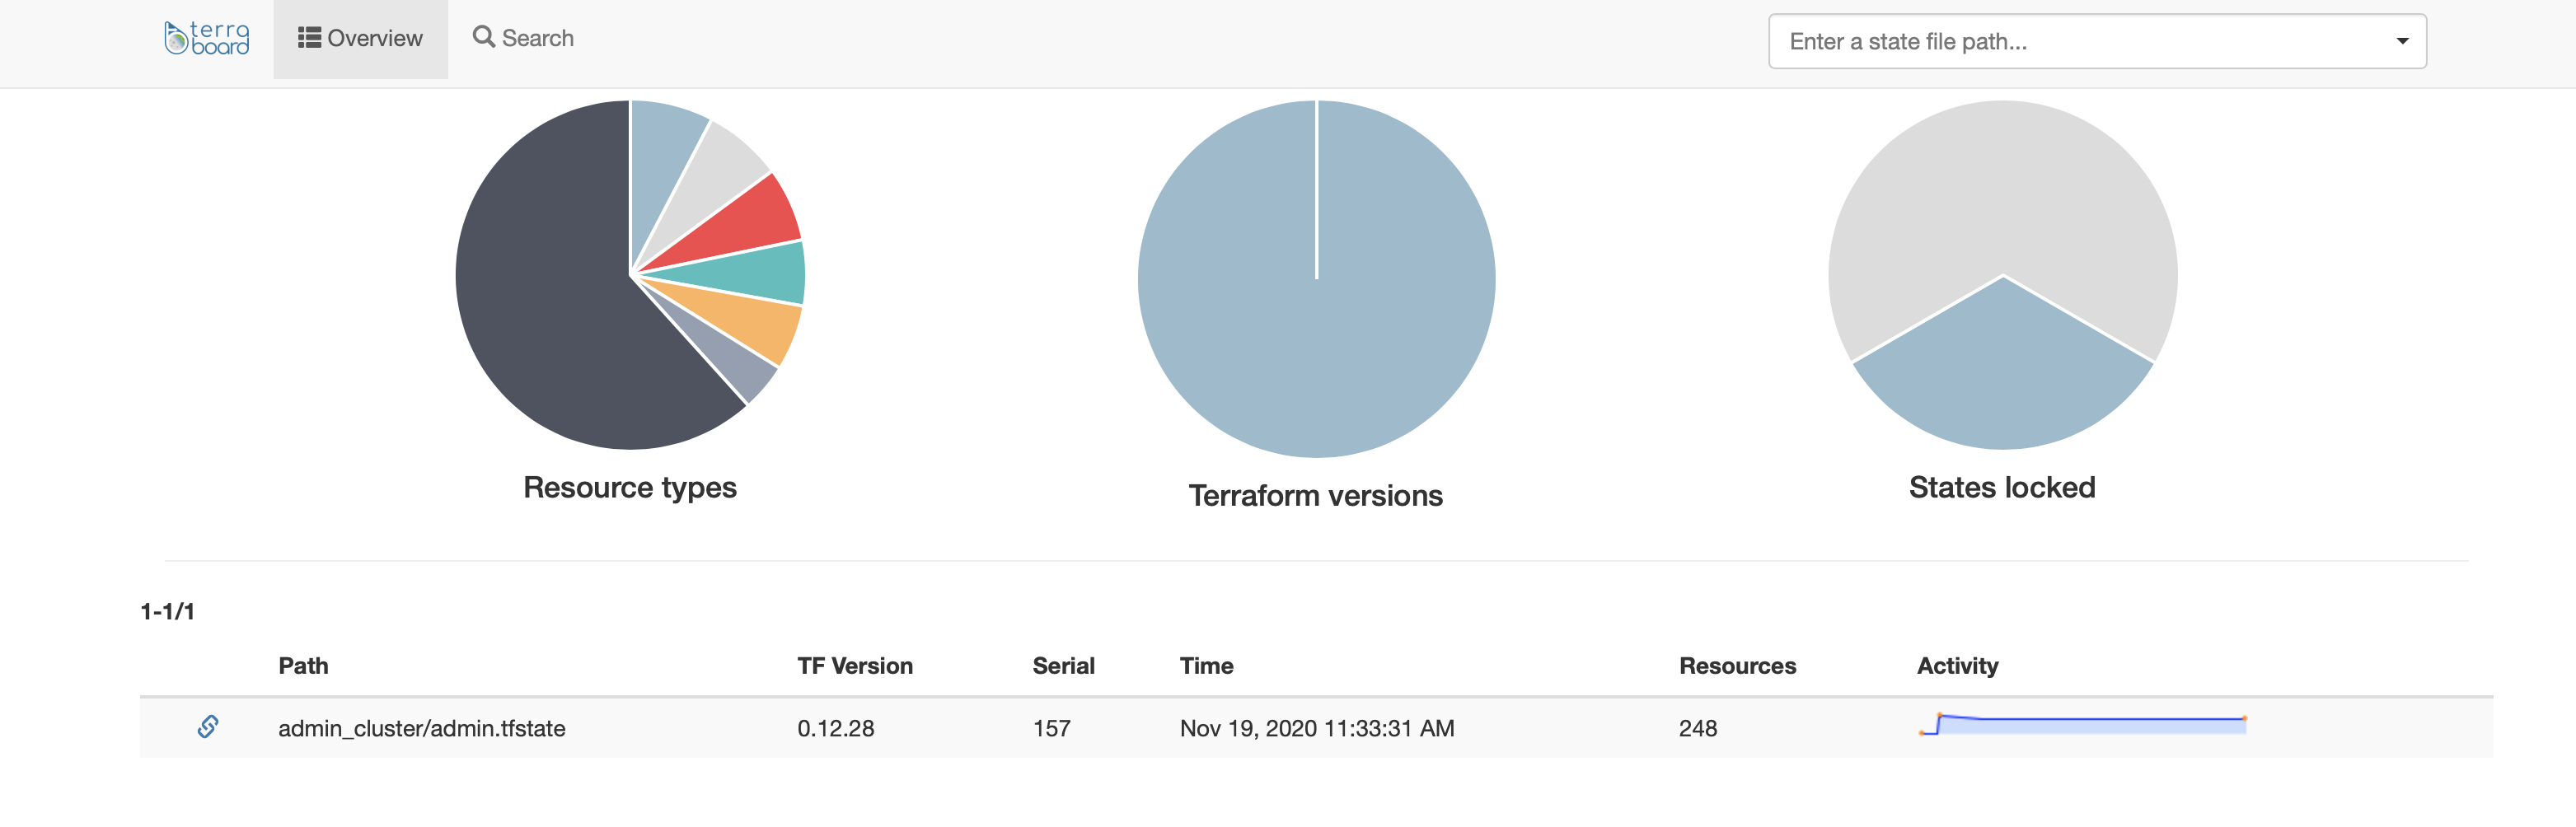 terra
board
Overview
Search
Enter a state file path...
Resource types
Terraform versions
States locked
1-1/1
Path TF Version Serial Time Resources Activity
admin_cluster/admin.tfstate 0.12.28 157 Nov 19, 2020 11:33:31 AM 248